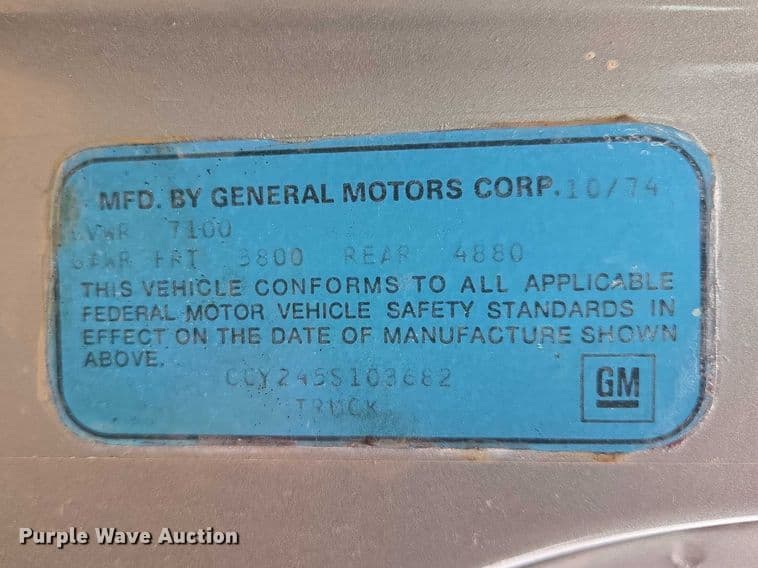 MFD. BY GENERAL MOTORS CORP. 10/74
GVWR 7100
GAWR FRT 3800 REAR 4880
THIS VEHICLE CONFORMS TO ALL APPLICABLE
FEDERAL MOTOR VEHICLE SAFETY STANDARDS IN
EFFECT ON THE DATE OF MANUFACTURE SHOWN
ABOVE.
CCY245S103682
TRUCK
GM
Purple Wave Auction